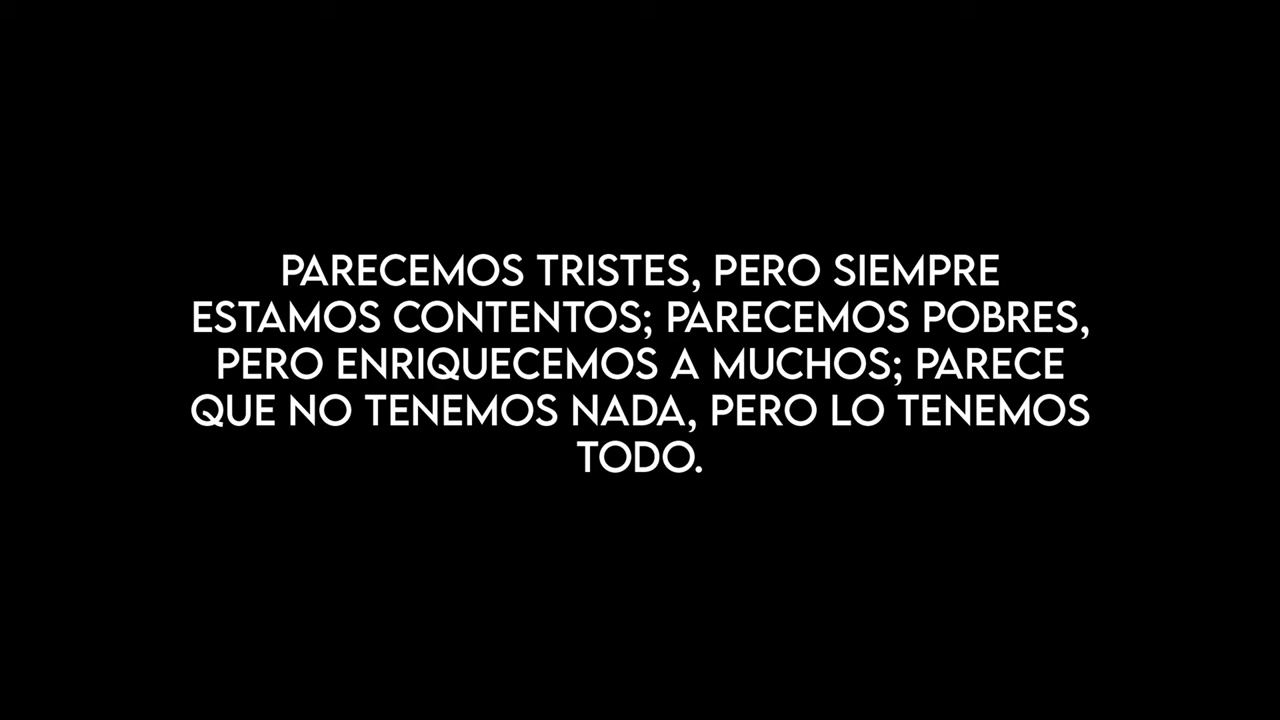 PARECEMOS TRISTES, PERO SIEMPRE
ESTAMOS CONTENTOS; PARECEMOS POBRES,
PERO ENRIQUECEMOS A MUCHOS; PARECE
QUE NO TENEMOS NADA, PERO LO TENEMOS
TODO.